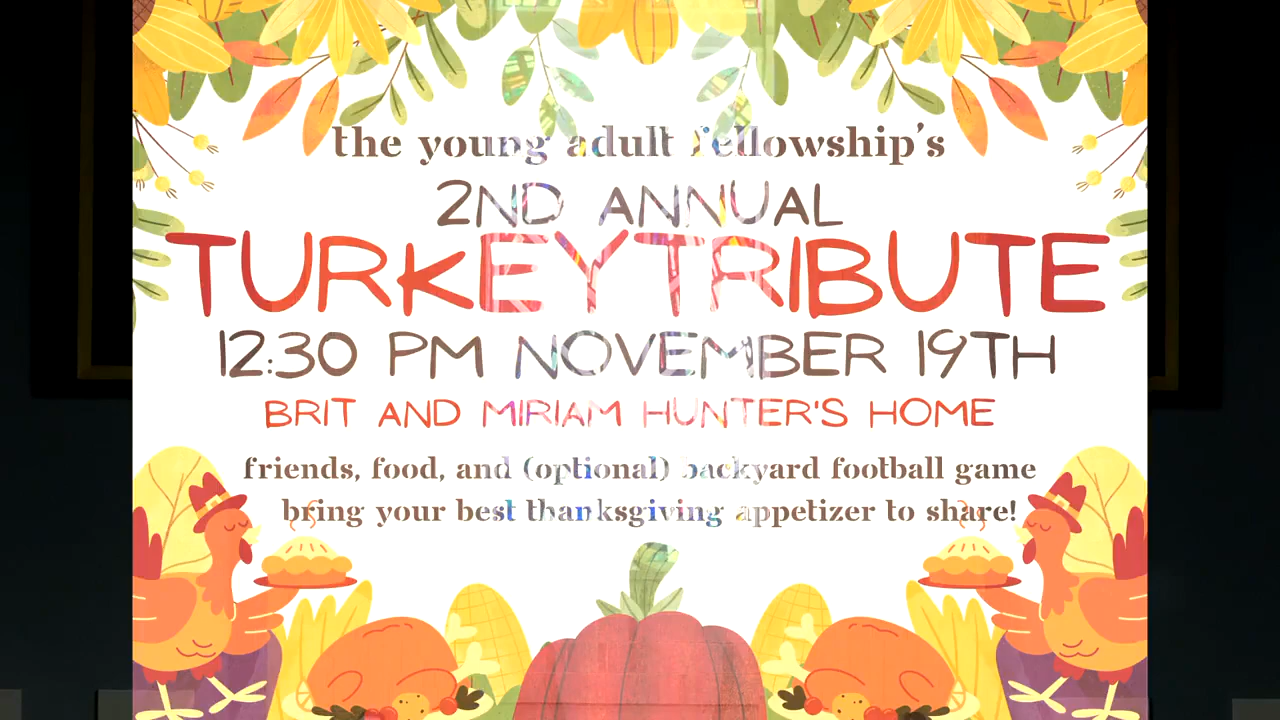 the young adult fellowship's
2ND ANNUAL
TURKEYTRIBUTE
12:30 PM NOVEMBER 19TH
BRIT AND MIRIAM HUNTER'S HOME
friends, food, and (optional) backyard football game
bring your best thanksgiving appetizer to share!